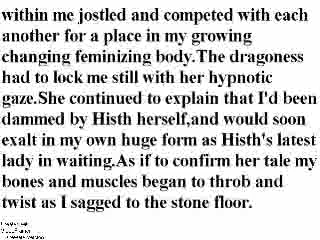 within me jostled and competed with each
another for a place in my growing
changing feminizing body.The dragoness
had to lock me still with her hypnotic
gaze.She continued to explain that I'd been
dammed by Histh herself,and would soon
exalt in my own huge form as Histh's latest
lady in waiting.As if to confirm her tale my
bones and muscles began to throb and
twist as I sagged to the stone floor.